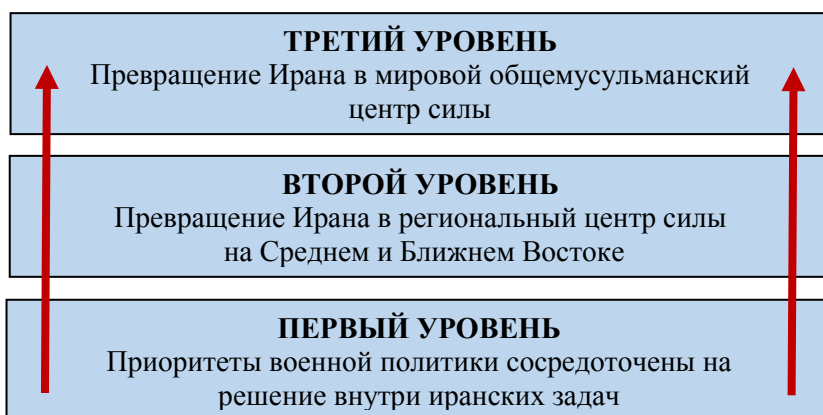 ТРЕТИЙ УРОВЕНЬ
Превращение Ирана в мировой общемусульманский
центр силы
ВТОРОЙ УРОВЕНЬ
Превращение Ирана в региональный центр силы
на Среднем и Ближнем Востоке
ПЕРВЫЙ УРОВЕНЬ
Приоритеты военной политики сосредоточены на
решение внутри иранских задач